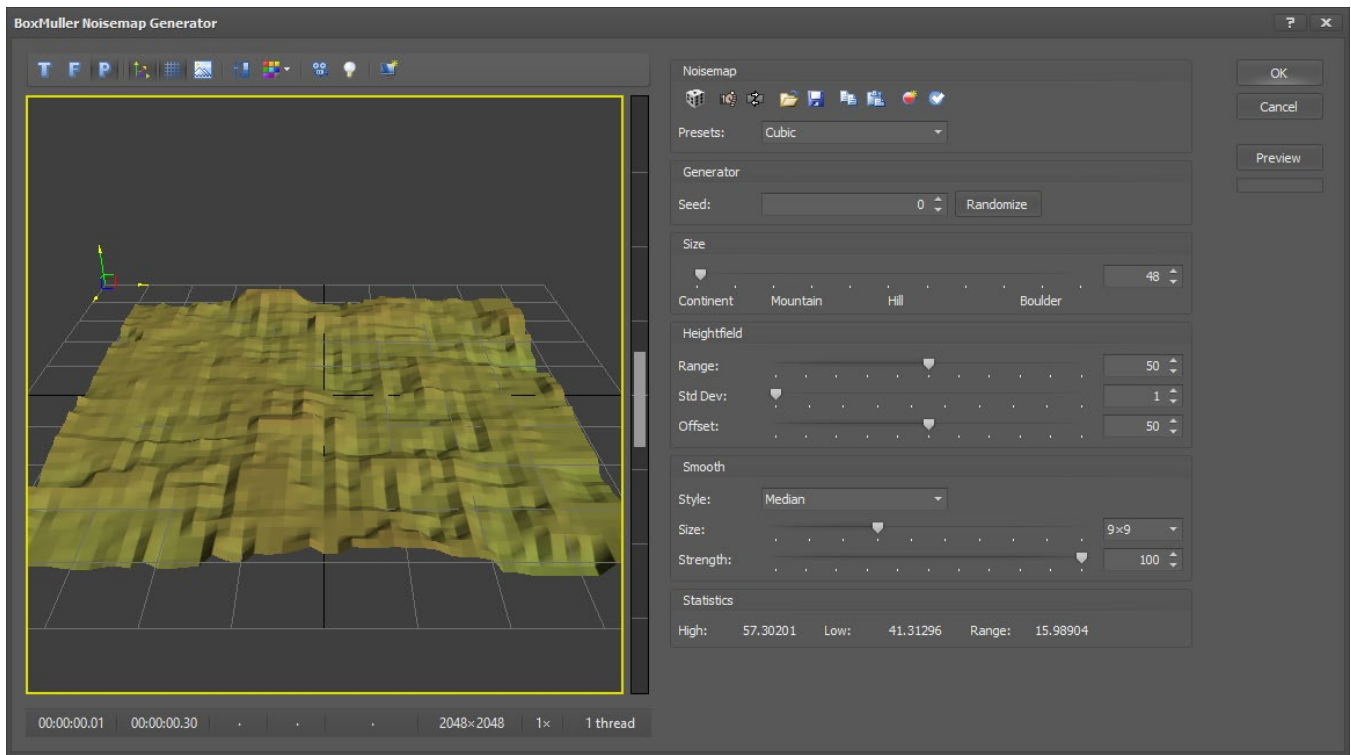 BoxMuller Noisemap Generator ?
T F P
Noisemap
Presets: Cubic
Generator
Seed: 0 Randomize
Size
48
Continent Mountain Hill Boulder
Heightfield
Range: 50
Std Dev: 1
Offset: 50
Smooth
Style: Median
Size: 9×9
Strength: 100
Statistics
High: 57.30201 Low: 41.31296 Range: 15.98904
OK
Cancel
Preview
00:00:00.01 00:00:00.30 . . . 2048×2048 1× 1 thread